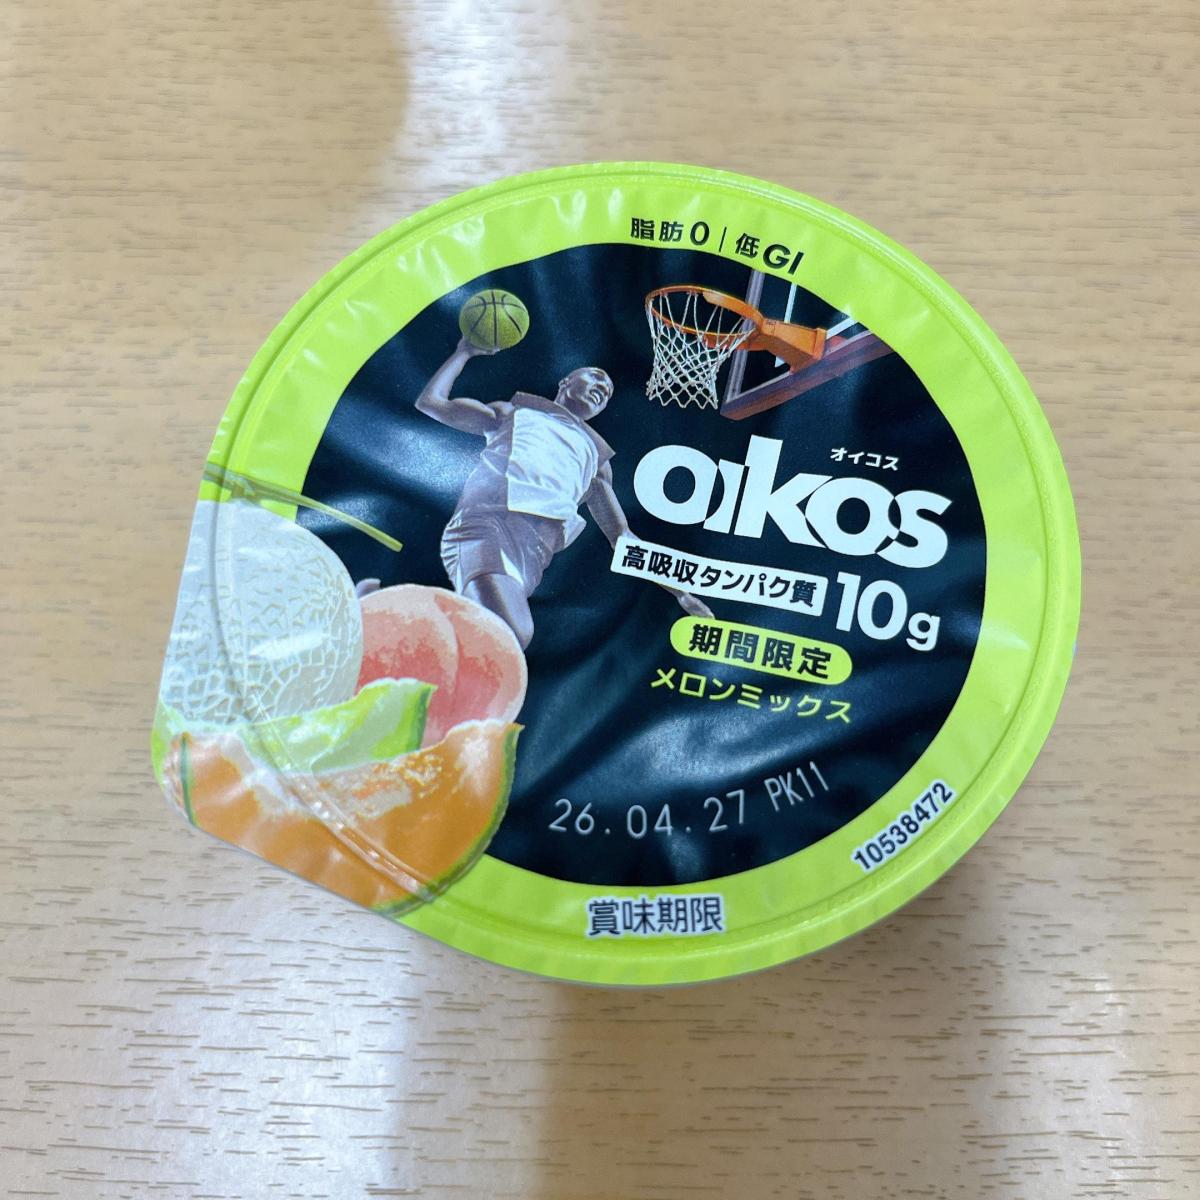 脂肪0 | 低GI
オイコス
oikos
高吸収タンパク質 10g
期間限定
メロンミックス
26.04.27 PK11
10538472
賞味期限